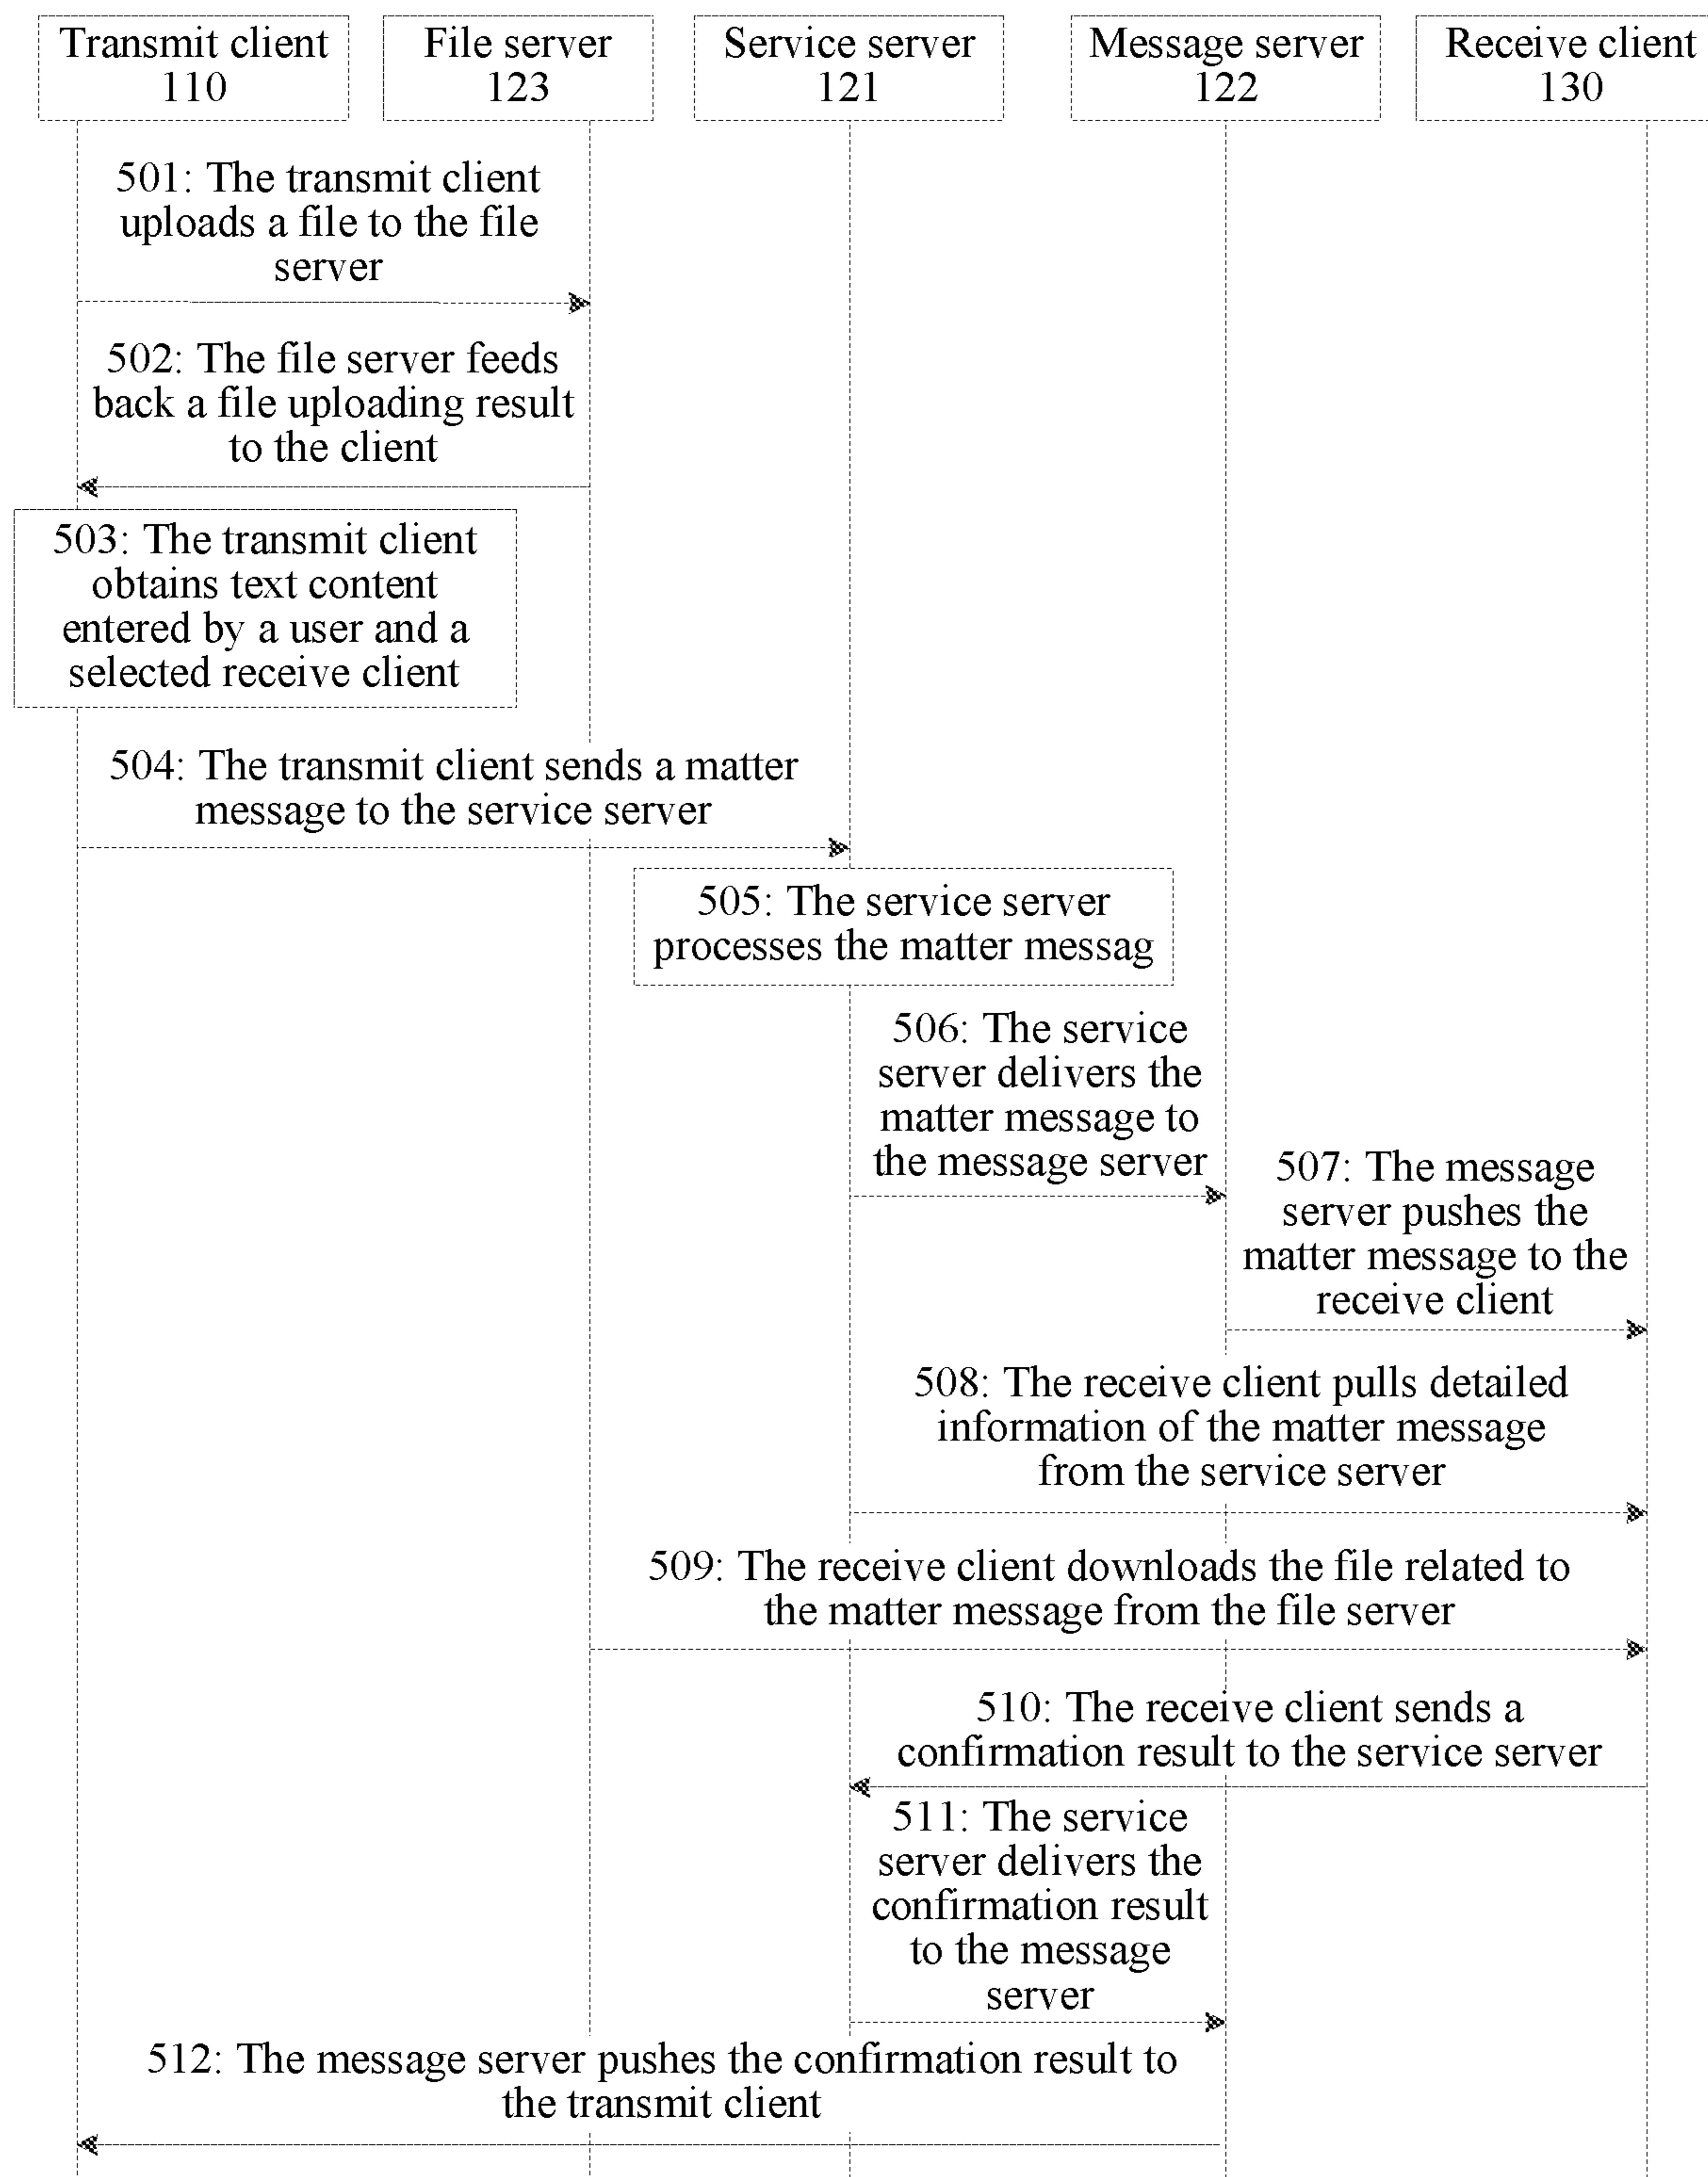 Transmit client
110
File server
123
Service server
121
Message server
122
Receive client
130
501: The transmit client
uploads a file to the file
server
502: The file server feeds
back a file uploading result
to the client
503: The transmit client
obtains text content
entered by a user and a
selected receive client
504: The transmit client sends a matter
message to the service server
505: The service server
processes the matter messag
506: The service
server delivers the
matter message to
the message server
507: The message
server pushes the
matter message to the
receive client
508: The receive client pulls detailed
information of the matter message
from the service server
509: The receive client downloads the file related to
the matter message from the file server
510: The receive client sends a
confirmation result to the service server
511: The service
server delivers the
confirmation result
to the message
server
512: The message server pushes the confirmation result to
the transmit client